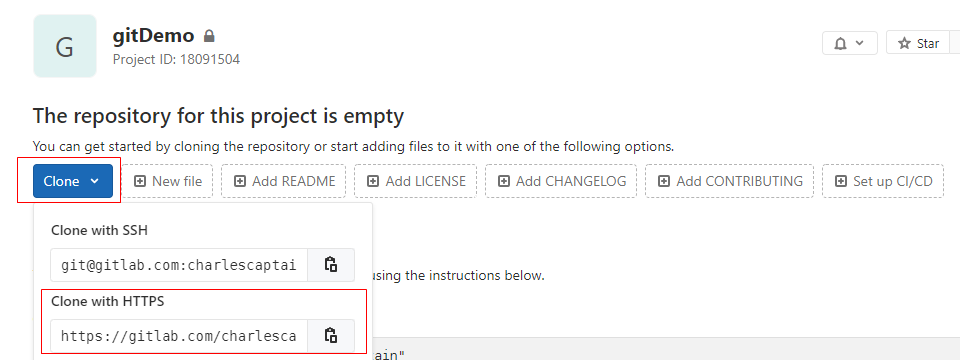 G
gitDemo
Project ID: 18091504
Star
The repository for this project is empty
You can get started by cloning the repository or start adding files to it with one of the following options.
Clone
New file
Add README
Add LICENSE
Add CHANGELOG
Add CONTRIBUTING
Set up CI/CD
Clone with SSH
git@gitlab.com:charlescaptai
using the instructions below.
Clone with HTTPS
https://gitlab.com/charlesca
ain"